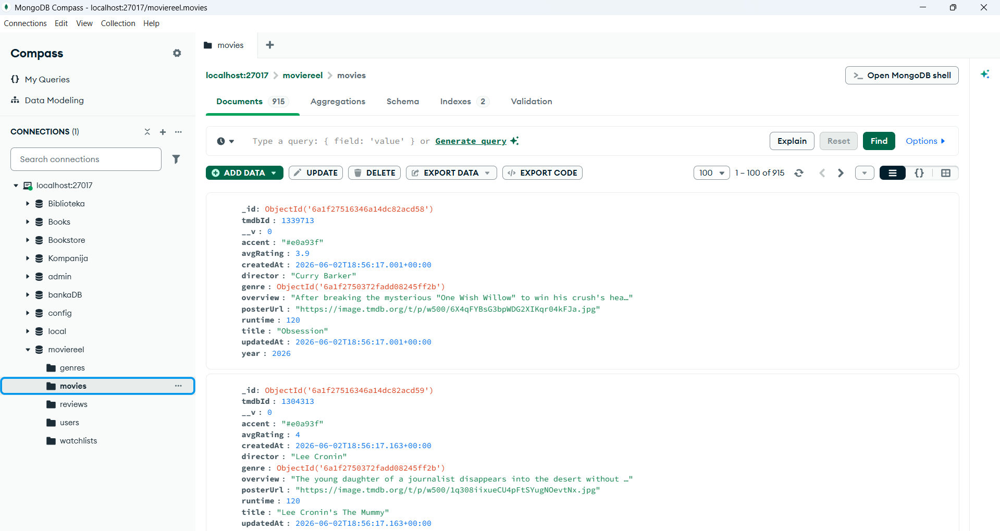 MongoDB Compass - localhost:27017/moviereel.movies
Connections Edit View Collection Help
Compass
My Queries
Data Modeling
CONNECTIONS (1)
Search connections
localhost:27017
Biblioteka
Books
Bookstore
Kompanija
admin
bankaDB
config
local
moviereel
genres
movies
reviews
users
watchlists
movies
localhost:27017 > moviereel > movies
>_ Open MongoDB shell
Documents 915 Aggregations Schema Indexes 2 Validation
Type a query: { field: 'value' } or Generate query
Explain Reset Find Options
ADD DATA UPDATE DELETE EXPORT DATA EXPORT CODE
100 1 – 100 of 915
_id: ObjectId('6a1f27516346a14dc82acd58')
tmdbId : 1339713
__v : 0
accent : "#e0a93f"
avgRating : 3.9
createdAt : 2026-06-02T18:56:17.001+00:00
director : "Curry Barker"
genre : ObjectId('6a1f2750372fadd08245ff2b')
overview : "After breaking the mysterious "One Wish Willow" to win his crush's hea…"
posterUrl : "https://image.tmdb.org/t/p/w500/6X4qFYBsG3bpWDG2XIKqr04kFJa.jpg"
runtime : 120
title : "Obsession"
updatedAt : 2026-06-02T18:56:17.001+00:00
year : 2026
_id: ObjectId('6a1f27516346a14dc82acd59')
tmdbId : 1304313
__v : 0
accent : "#e0a93f"
avgRating : 4
createdAt : 2026-06-02T18:56:17.163+00:00
director : "Lee Cronin"
genre : ObjectId('6a1f2750372fadd08245ff2b')
overview : "The young daughter of a journalist disappears into the desert without …"
posterUrl : "https://image.tmdb.org/t/p/w500/1q308iixueCU4pFtSYugNOevtNx.jpg"
runtime : 120
title : "Lee Cronin's The Mummy"
updatedAt : 2026-06-02T18:56:17.163+00:00